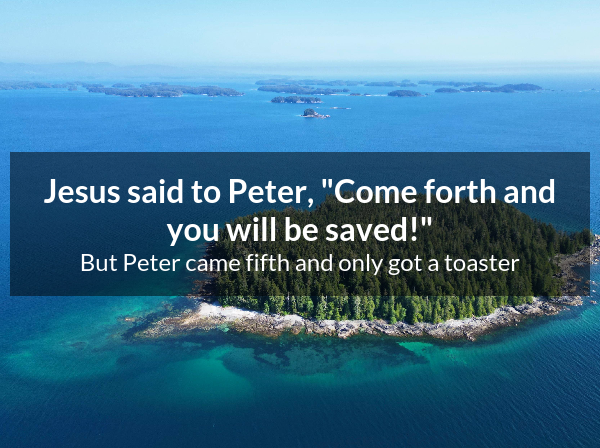 Jesus said to Peter, "Come forth and
you will be saved!"
But Peter came fifth and only got a toaster